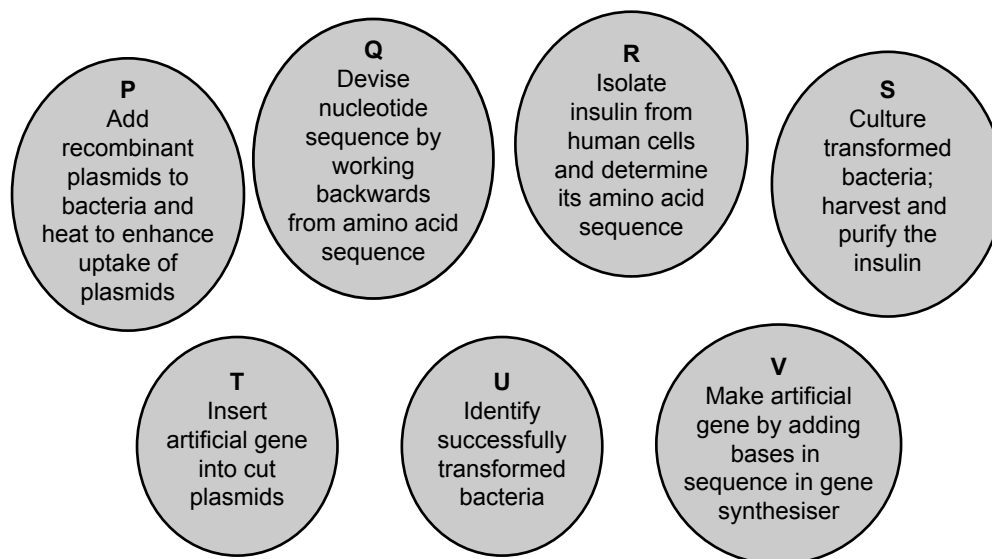 P
Add
recombinant
plasmids to
bacteria and
heat to enhance
uptake of
plasmids
Q
Devise
nucleotide
sequence by
working
backwards
from amino acid
sequence
R
Isolate
insulin from
human cells
and determine
its amino acid
sequence
S
Culture
transformed
bacteria;
harvest and
purify the
insulin
T
Insert
artificial gene
into cut
plasmids
U
Identify
successfully
transformed
bacteria
V
Make artificial
gene by adding
bases in
sequence in gene
synthesiser